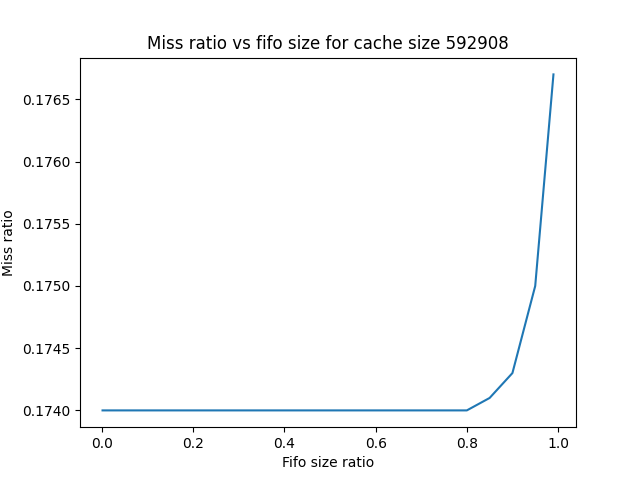 Miss ratio vs fifo size for cache size 592908
Miss ratio
0.1765
0.1760
0.1755
0.1750
0.1745
0.1740
0.0 0.2 0.4 0.6 0.8 1.0
Fifo size ratio